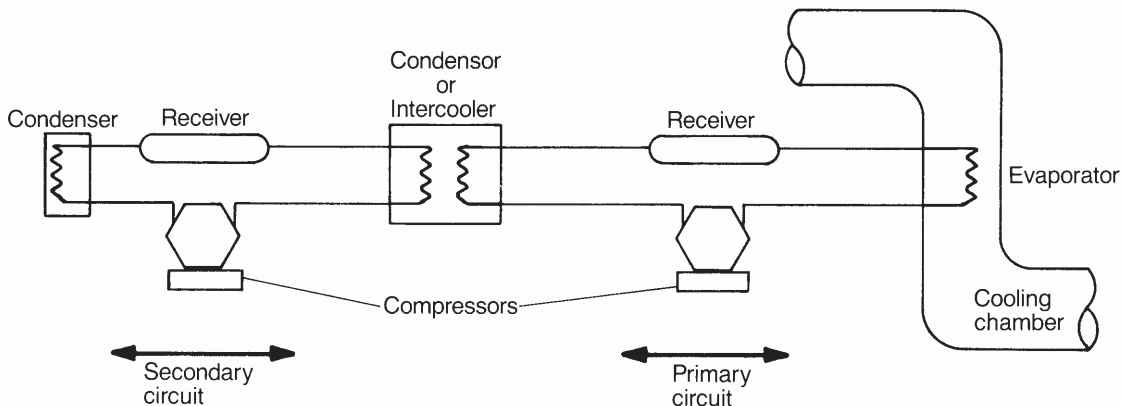 Condensor
or
Intercooler
Condenser
Receiver
Receiver
Evaporator
Compressors
Cooling
chamber
Secondary
circuit
Primary
circuit